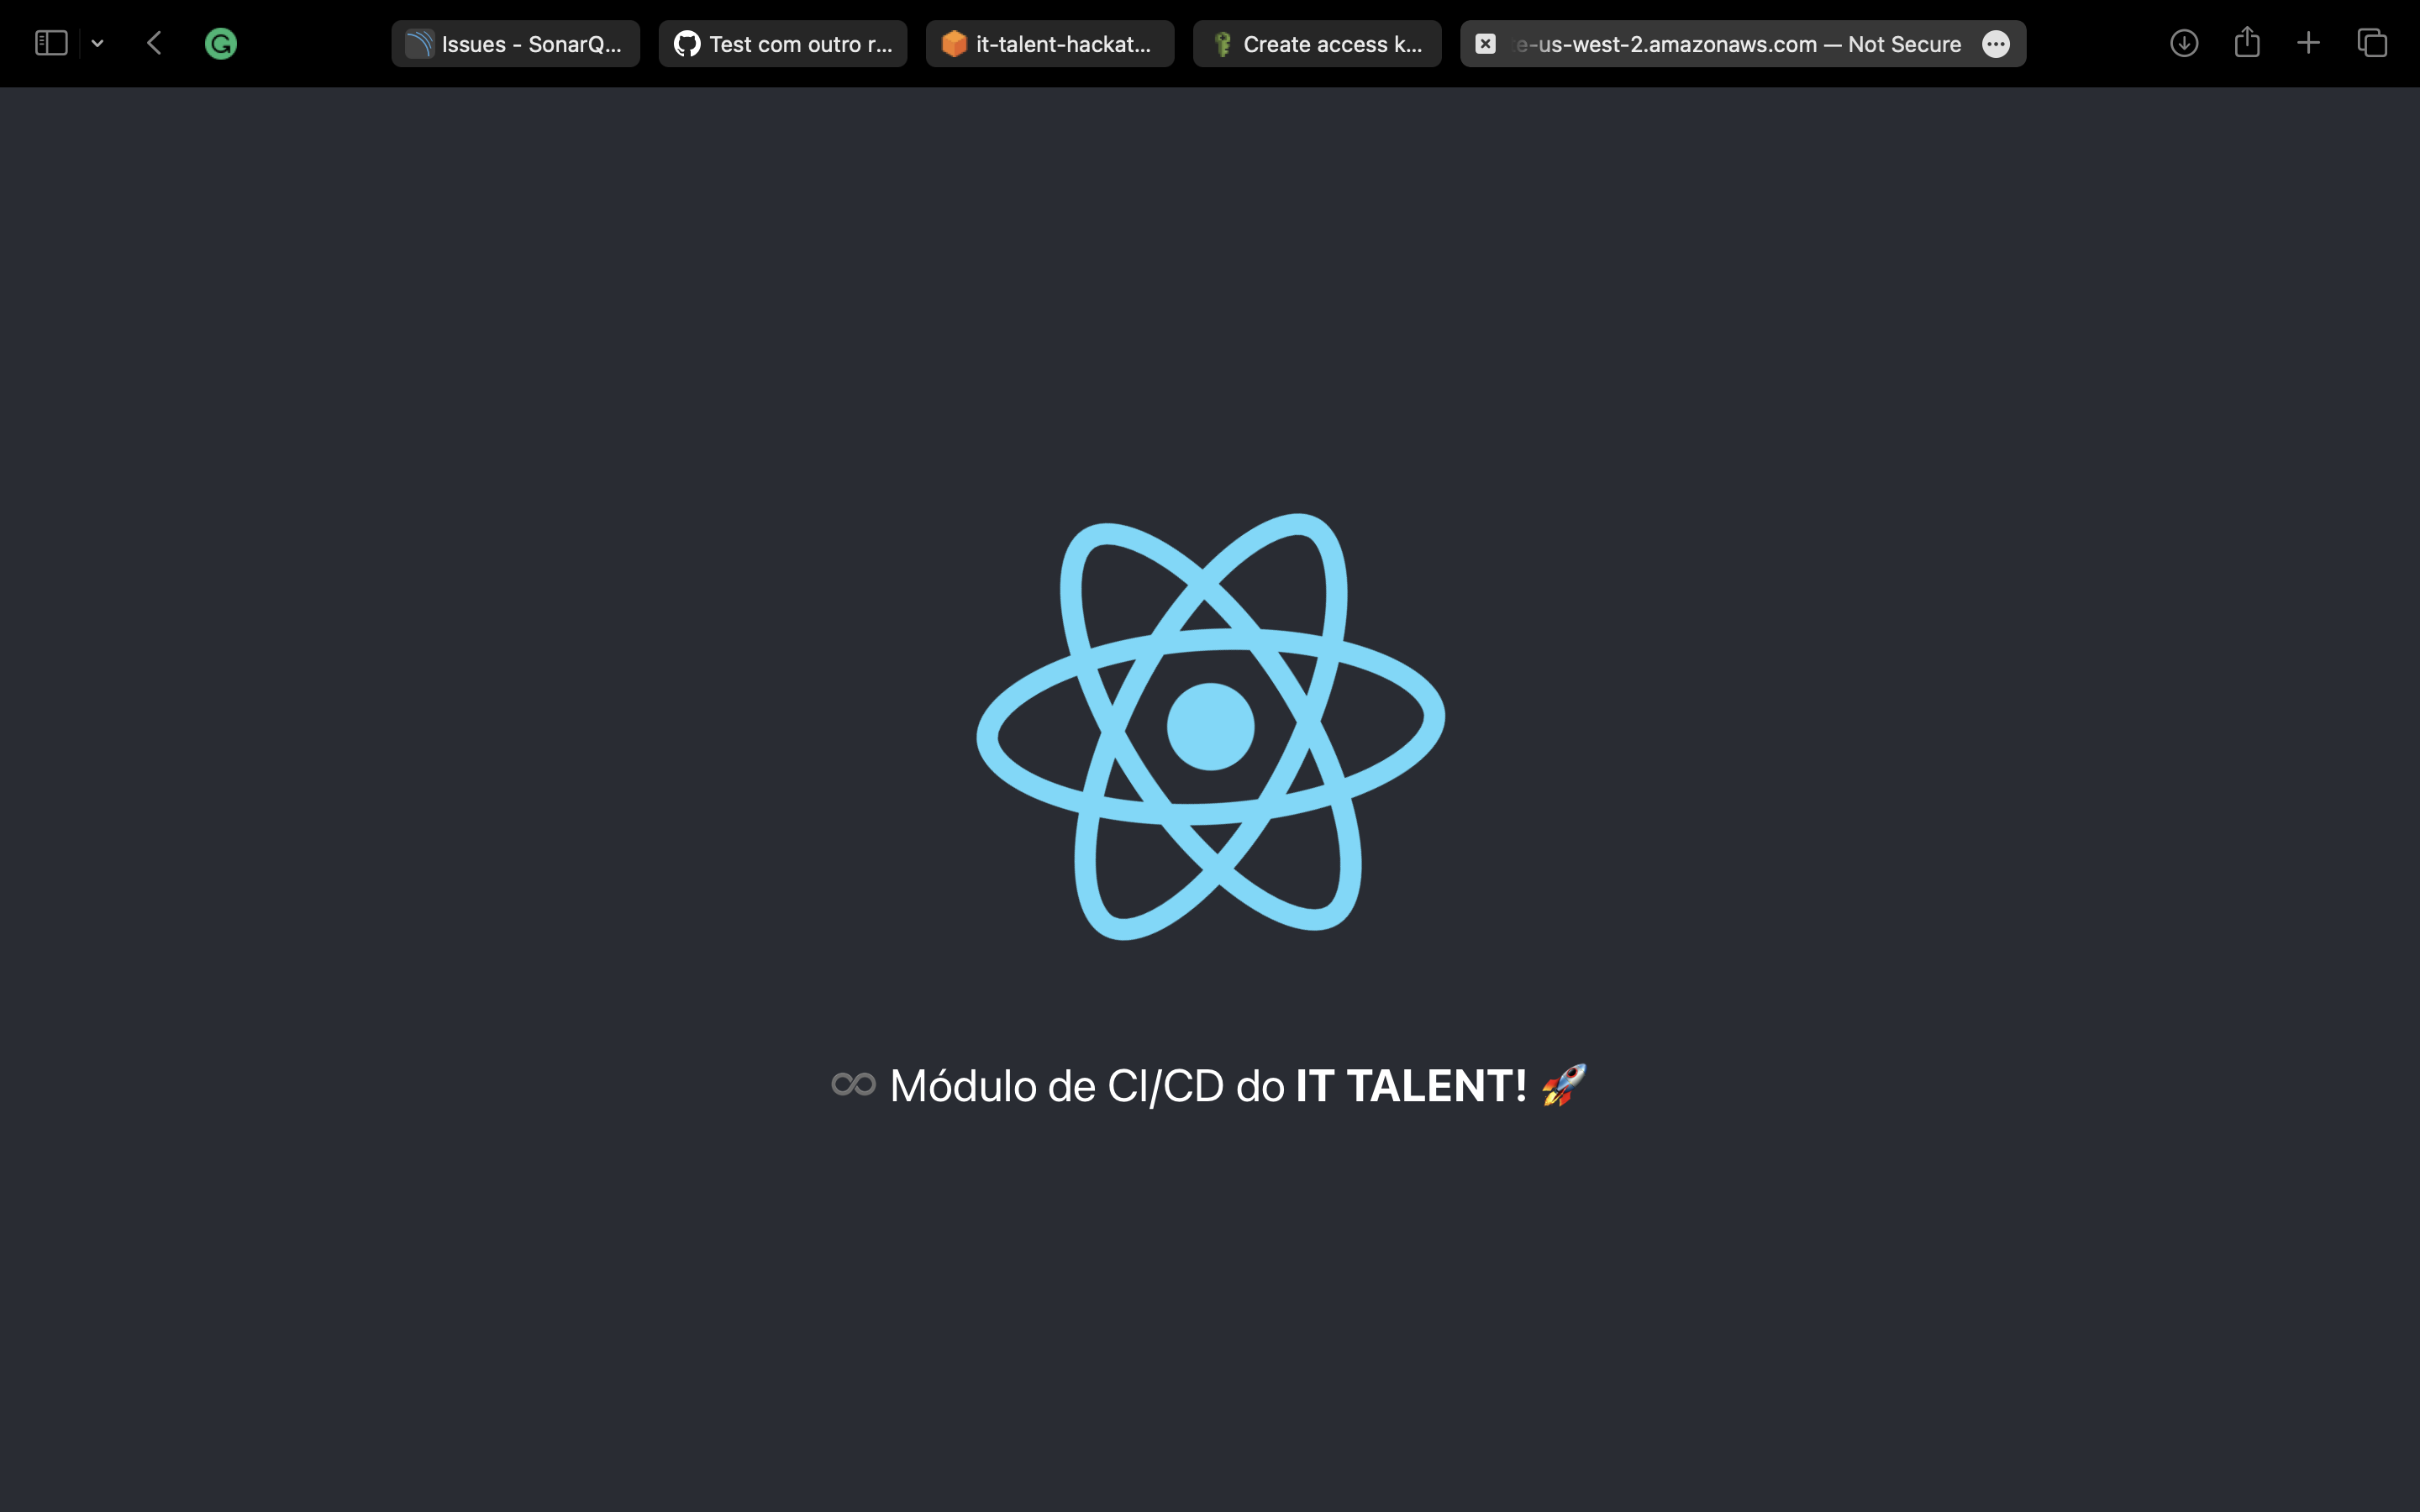 Issues - SonarQ...
Test com outro r...
it-talent-hackat...
Create access k...
e-us-west-2.amazonaws.com — Not Secure
♾ Módulo de CI/CD do IT TALENT! 🚀